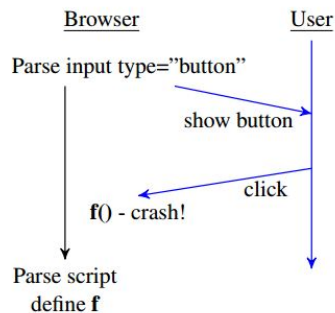 Browser
User
Parse input type=”button”
show button
click
f() - crash!
Parse script
define f